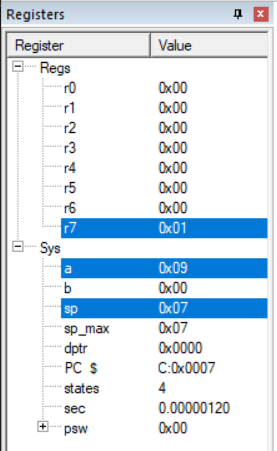 Registers
Register Value
Regs
r0 0x00
r1 0x00
r2 0x00
r3 0x00
r4 0x00
r5 0x00
r6 0x00
r7 0x01
Sys
a 0x09
b 0x00
sp 0x07
sp_max 0x07
dptr 0x0000
PC $ C:0x0007
states 4
sec 0.00000120
psw 0x00